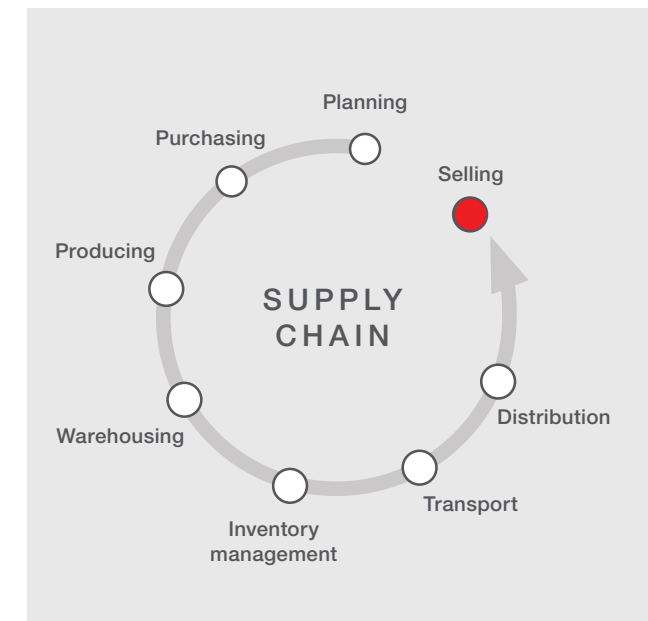 Planning
Purchasing
Selling
Producing
SUPPLY
CHAIN
Warehousing
Distribution
Transport
Inventory
management